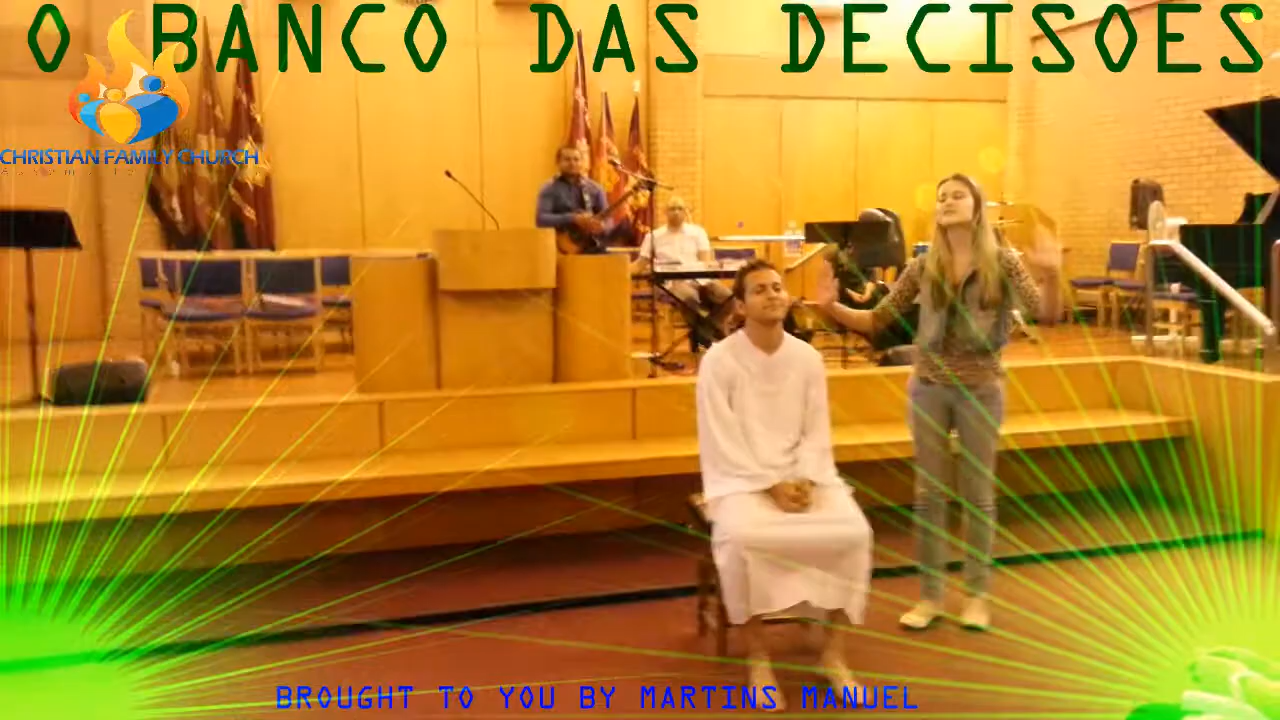 O BANCO DAS DECISOES
CHRISTIAN FAMILY CHURCH
BROUGHT TO YOU BY MARTINS MANUEL